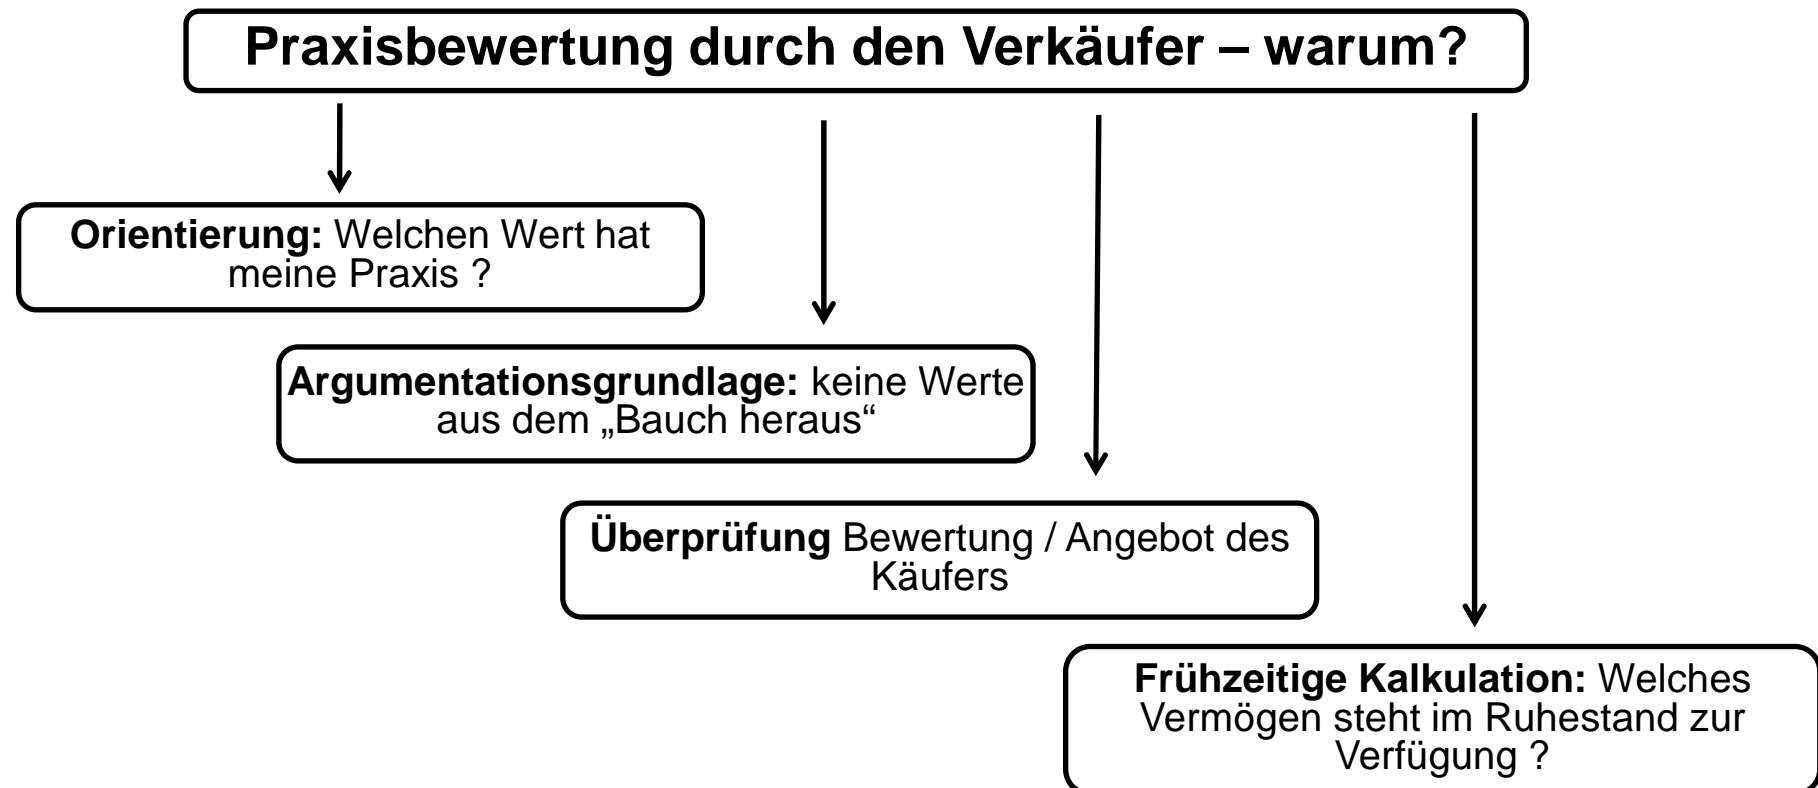 Praxisbewertung durch den Verkäufer – warum?
Orientierung: Welchen Wert hat
meine Praxis ?
Argumentationsgrundlage: keine Werte
aus dem „Bauch heraus“
Überprüfung Bewertung / Angebot des
Käufers
Frühzeitige Kalkulation: Welches
Vermögen steht im Ruhestand zur
Verfügung ?